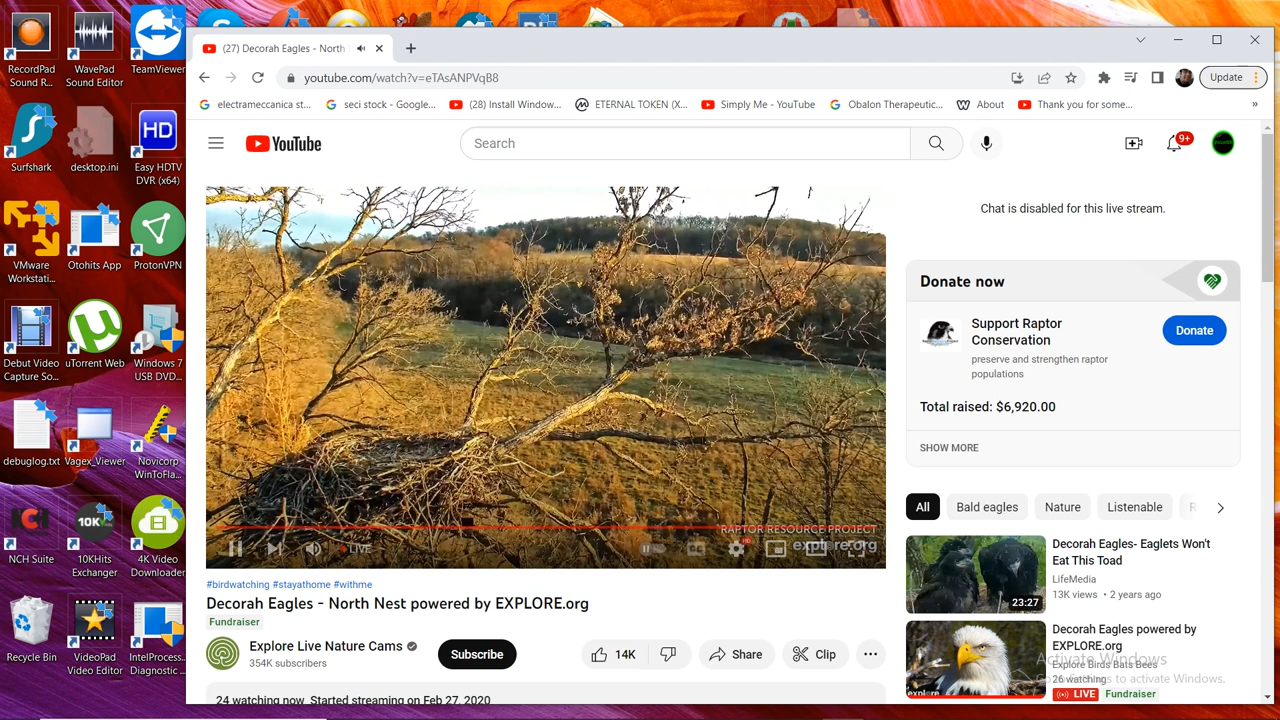 RecordPad
Sound R...
WavePad
Sound Editor
TeamViewer
Surfshark
desktop.ini
HD
Easy HDTV
DVR (x64)
VMware
Workstati...
Otohits App
ProtonVPN
Debut Video
Capture So...
uTorrent Web
Windows 7
USB DVD...
debuglog.txt
Vagex_Viewer
Novicorp
WinToFla...
NCH
NCH Suite
10K
10KHits
Exchanger
4K Video
Downloader
Recycle Bin
VideoPad
Video Editor
IntelProcess...
Diagnostic ...
(27) Decorah Eagles - North
youtube.com/watch?v=eTAsANPVqB8
Update
electrameccanica st...
seci stock - Google...
(28) Install Window...
ETERNAL TOKEN (X...
Simply Me - YouTube
Obalon Therapeutic...
About
Thank you for some...
YouTube
Search
9+
RAPTOR RESOURCE PROJECT
LIVE
HD
explore.org
#birdwatching #stayathome #withme
Decorah Eagles - North Nest powered by EXPLORE.org
Fundraiser
Explore Live Nature Cams
354K subscribers
Subscribe
14K
Share
Clip
24 watching now Started streaming on Feb 27, 2020
Chat is disabled for this live stream.
Donate now
Support Raptor
Conservation
preserve and strengthen raptor
populations
Donate
Total raised: $6,920.00
SHOW MORE
All
Bald eagles
Nature
Listenable
R
23:27
Decorah Eagles- Eaglets Won't
Eat This Toad
LifeMedia
13K views • 2 years ago
explore
Decorah Eagles powered by
EXPLORE.org
Explore Birds Bats Bees
26 watching
LIVE
Fundraiser
Activate Windows
to activate Windows.